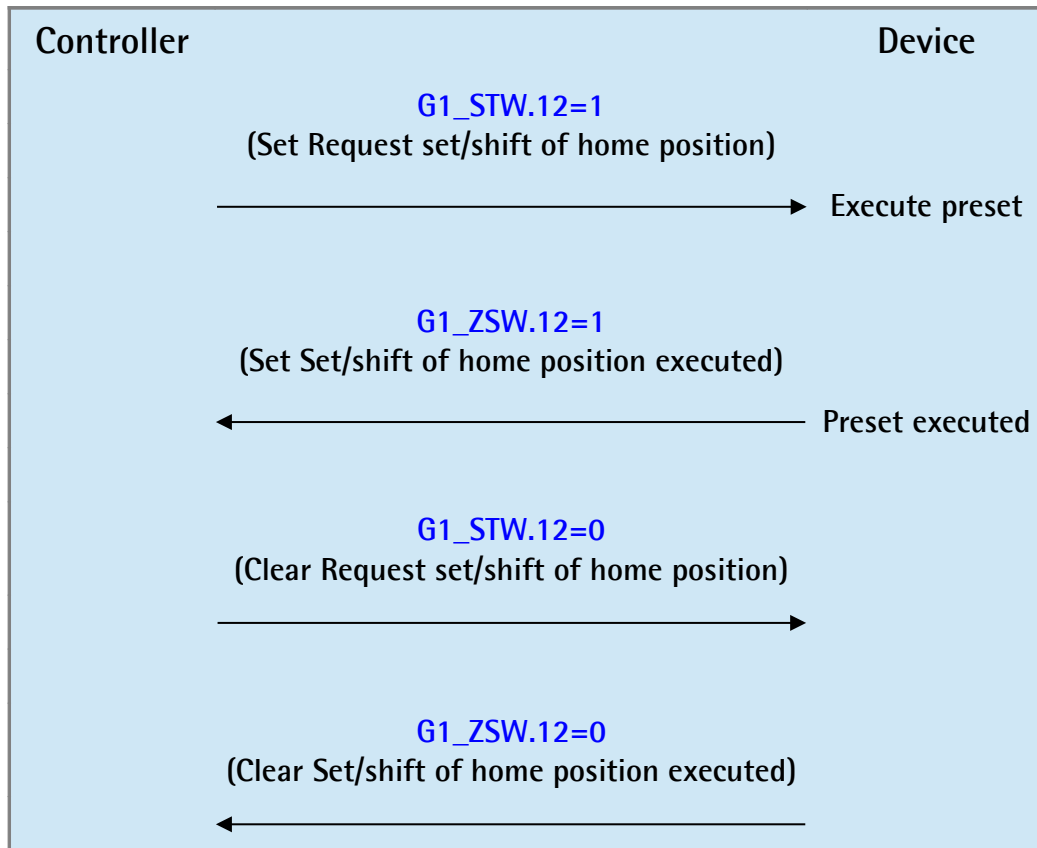 Controller
Device
G1_STW.12=1
(Set Request set/shift of home position)
Execute preset
G1_ZSW.12=1
(Set Set/shift of home position executed)
Preset executed
G1_STW.12=0
(Clear Request set/shift of home position)
G1_ZSW.12=0
(Clear Set/shift of home position executed)